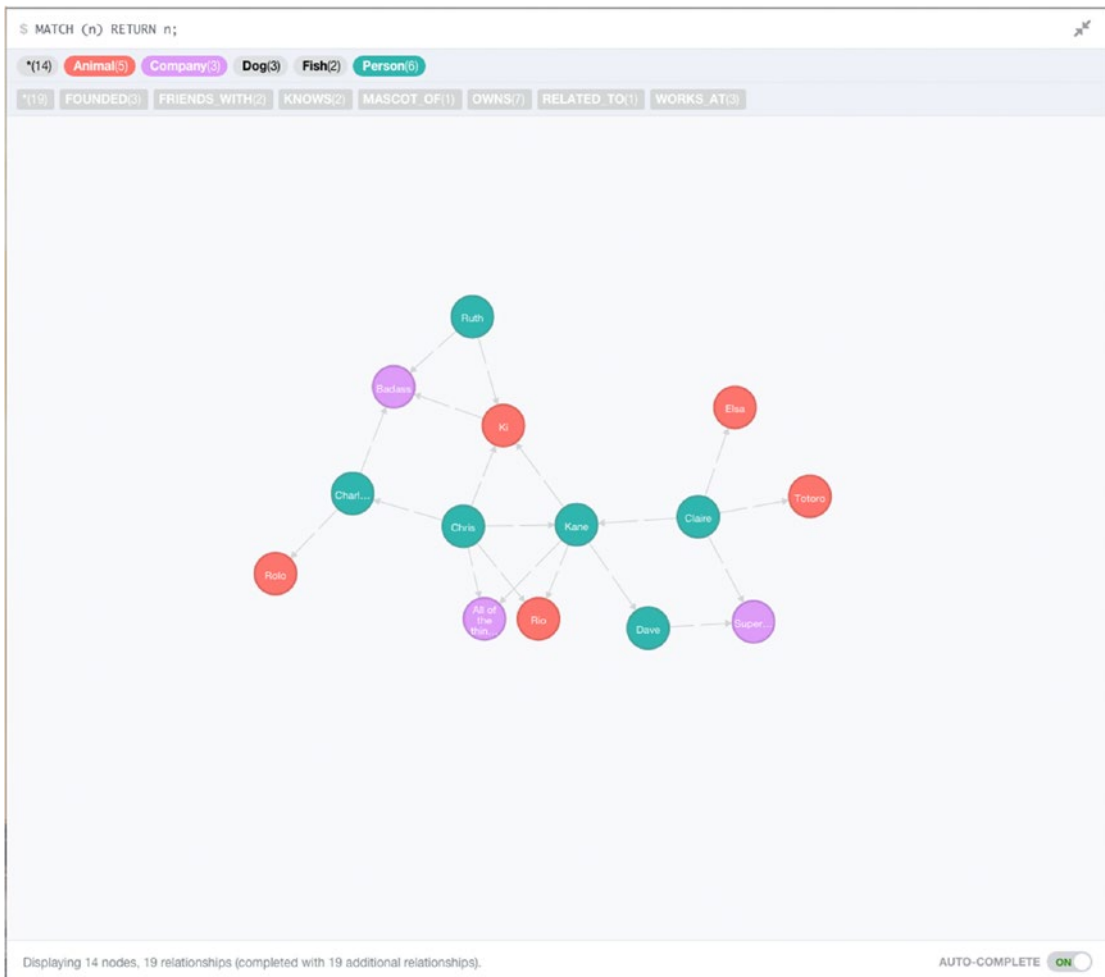 $ MATCH (n) RETURN n;
*(14) Animal(5) Company(3) Dog(3) Fish(2) Person(6)
*(19) FOUNDED(3) FRIENDS_WITH(2) KNOWS(2) MASCOT_OF(1) OWNS(7) RELATED_TO(1) WORKS_AT(3)
Ruth
Badass
Elsa
Ki
Charl...
Totoro
Chris
Kane
Claire
Rolo
All of
the
thin...
Rio
Dave
Super...
Displaying 14 nodes, 19 relationships (completed with 19 additional relationships).
AUTO-COMPLETE ON